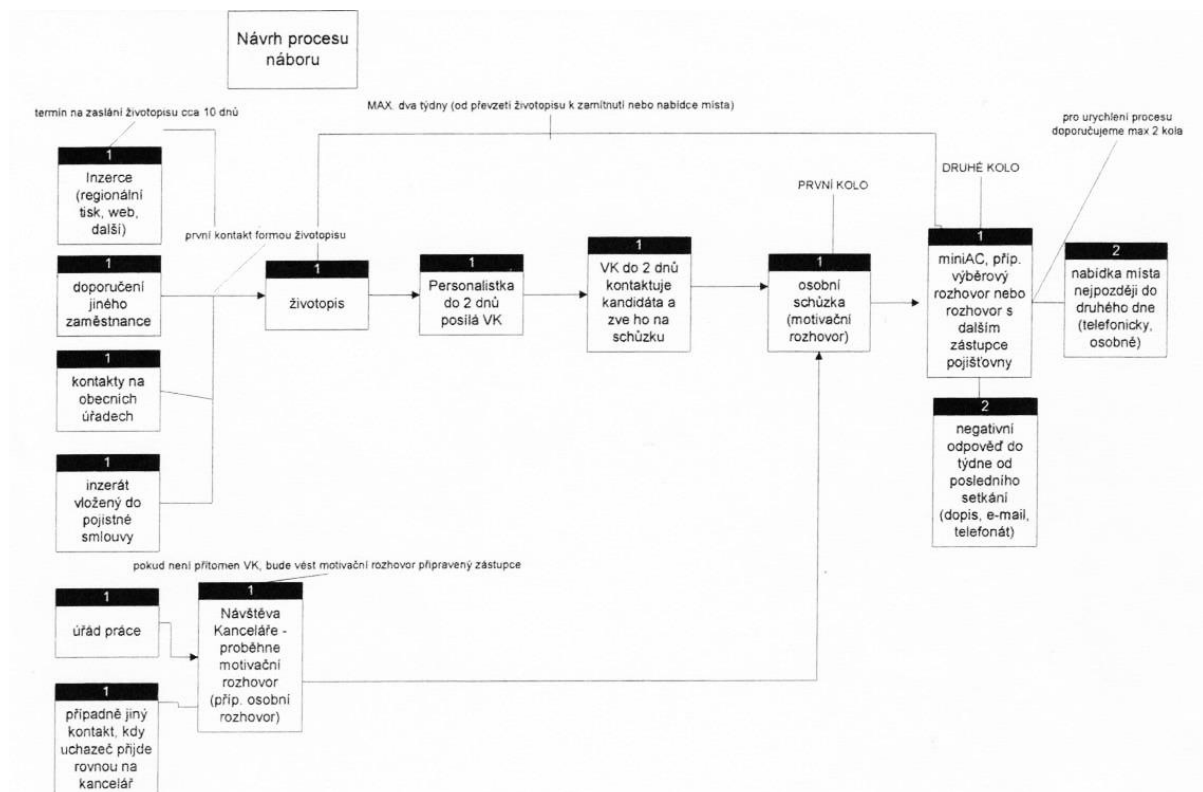 Návrh procesu
náboru
termín na zaslání životopisu cca 10 dnů
MAX. dva týdny (od převzetí životopisu k zamítnutí nebo nabídce místa)
pro urychlení procesu
doporučujeme max 2 kola
1
Inzerce
(regionální
tisk, web,
další)
první kontakt formou životopisu
1
doporučení
jiného
zaměstnance
1
kontakty na
obecních
úřadech
1
inzerát
vložený do
pojistné
smlouvy
1
životopis
1
Personalistka
do 2 dnů
posílá VK
1
VK do 2 dnů
kontaktuje
kandidáta a
zve ho na
schůzku
PRVNÍ KOLO
1
osobní
schůzka
(motivační
rozhovor)
DRUHÉ KOLO
1
miniAC, příp.
výběrový
rozhovor nebo
rozhovor s
dalším
zástupce
pojišťovny
2
nabídka místa
nejpozději do
druhého dne
(telefonicky,
osobně)
2
negativní
odpověď do
týdne od
posledního
setkání
(dopis, e-mail,
telefonát)
pokud není přítomen VK, bude vést motivační rozhovor připravený zástupce
1
úřád práce
1
případně jiný
kontakt, kdy
uchazeč přijde
rovnou na
kancelář
1
Návštěva
Kanceláře -
proběhne
motivační
rozhovor
(příp. osobní
rozhovor)